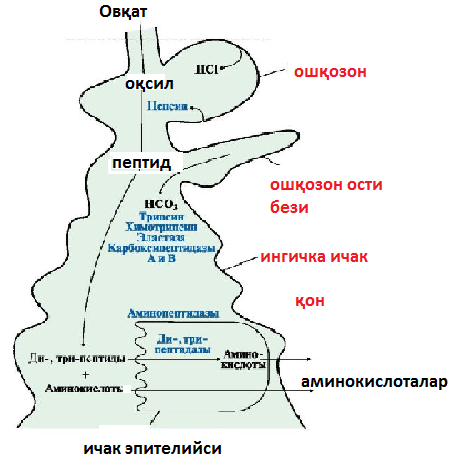 Овқат
HCl
ошқозон
оқсил
Пепсин
пептид
ошқозон ости
бези
HCO3
Трипсин
Химотрипсин
Эластаза
Карбоксипептидазы
А и В
ингичка ичак
қон
Аминопептидазы
Ди-, три-
пептидазы
Ди-, три-пептиды
+
Аминокислоты
Амино-
кислоты
аминокислоталар
ичак эпителийси